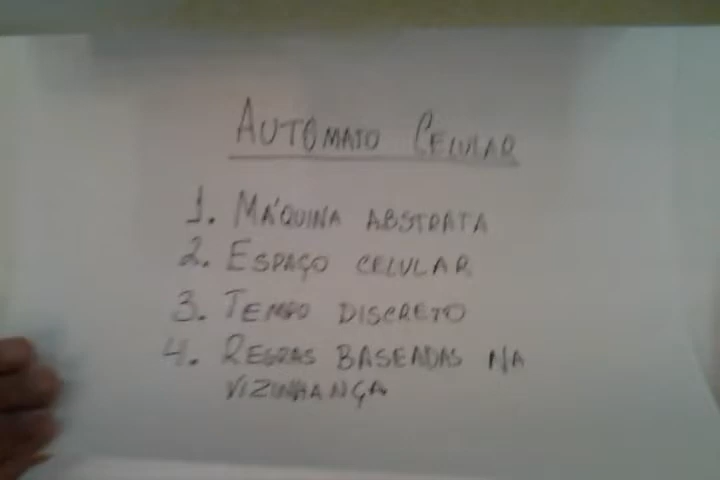 AUTÔMATO CELULAR
1. MÁQUINA ABSTRATA
2. ESPAÇO CELULAR
3. TEMPO DISCRETO
4. REGRAS BASEADAS NA
VIZINHANÇA